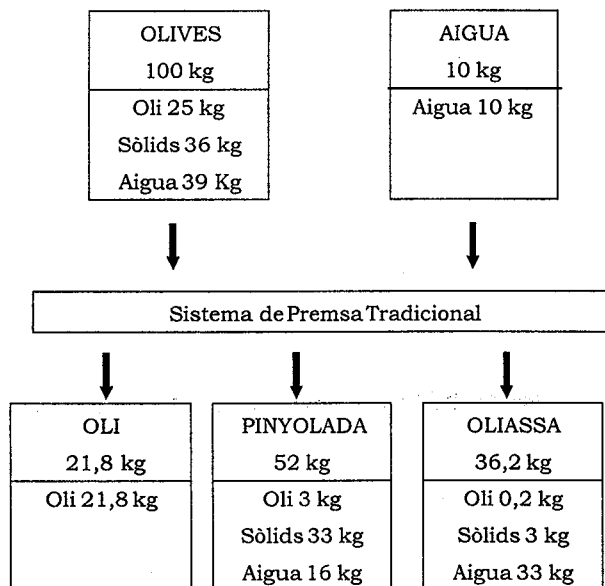 OLIVES
100 kg
Oli 25 kg
Sòlids 36 kg
Aigua 39 Kg
AIGUA
10 kg
Aigua 10 kg
Sistema de Premsa Tradicional
OLI
21,8 kg
Oli 21,8 kg
PINYOLADA
52 kg
Oli 3 kg
Sòlids 33 kg
Aigua 16 kg
OLIASSA
36,2 kg
Oli 0,2 kg
Sòlids 3 kg
Aigua 33 kg